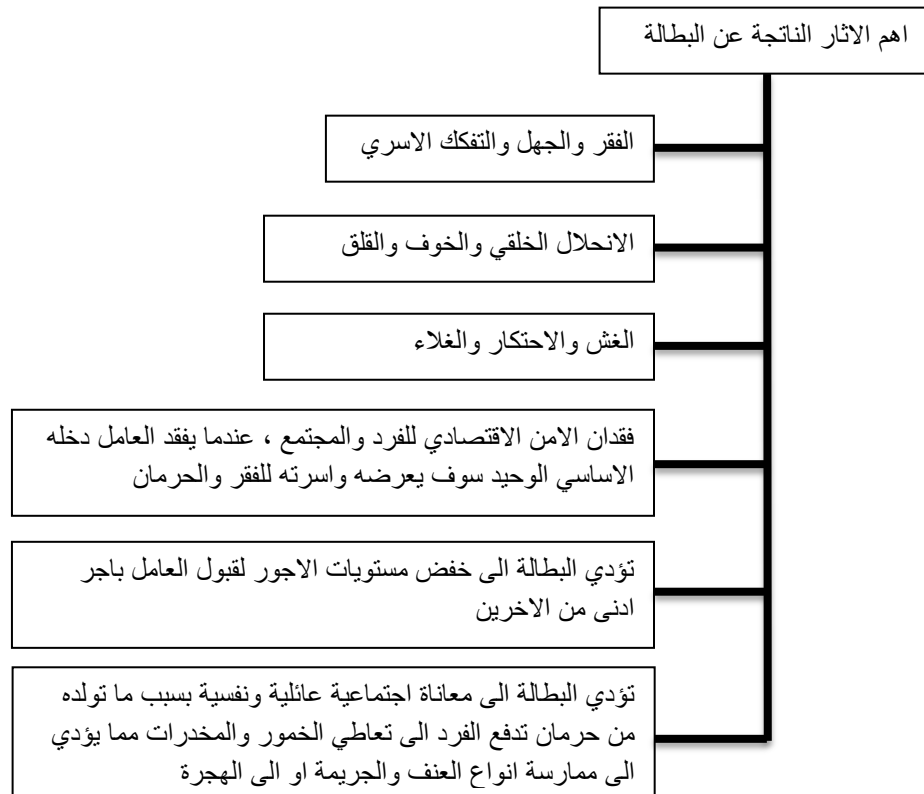 اهم الاثار الناتجة عن البطالة
الفقر والجهل والتفكك الاسري
الانحلال الخلقي والخوف والقلق
الغش والاحتكار والغلاء
فقدان الامن الاقتصادي للفرد والمجتمع ، عندما يفقد العامل دخله
الاساسي الوحيد سوف يعرضه واسرته للفقر والحرمان
تؤدي البطالة الى خفض مستويات الاجور لقبول العامل باجر
ادنى من الاخرين
تؤدي البطالة الى معاناة اجتماعية عائلية ونفسية بسبب ما تولده
من حرمان تدفع الفرد الى تعاطي الخمور والمخدرات مما يؤدي
الى ممارسة انواع العنف والجريمة او الى الهجرة